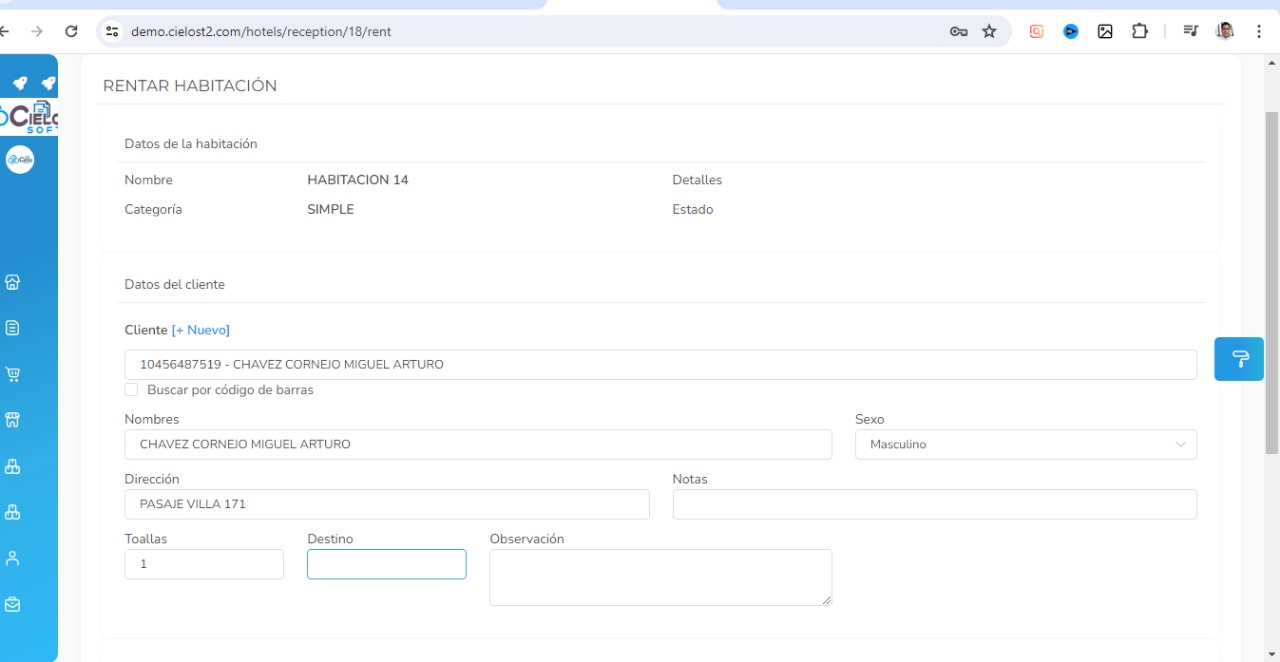 demo.cielost2.com/hotels/reception/18/rent
CIELO
SOFT
RENTAR HABITACIÓN
Datos de la habitación
Nombre HABITACION 14 Detalles
Categoría SIMPLE Estado
Datos del cliente
Cliente [+ Nuevo]
10456487519 - CHAVEZ CORNEJO MIGUEL ARTURO
Buscar por código de barras
Nombres Sexo
CHAVEZ CORNEJO MIGUEL ARTURO Masculino
Dirección Notas
PASAJE VILLA 171
Toallas Destino Observación
1